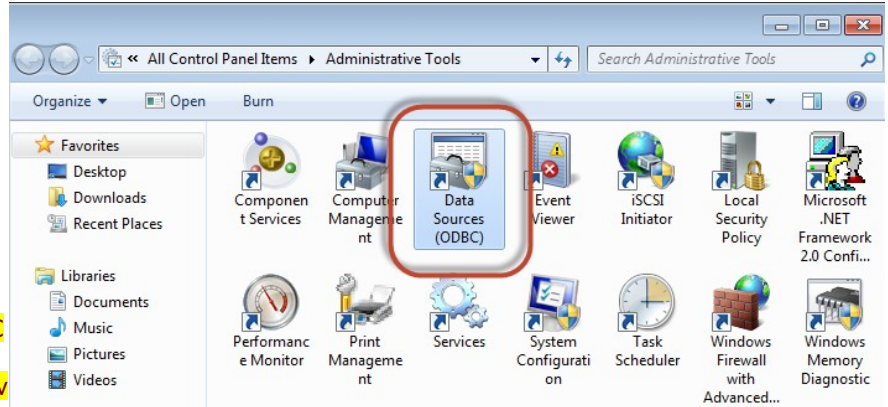 « All Control Panel Items ▸ Administrative Tools
Search Administrative Tools
Organize ▾
Open
Burn
Favorites
Desktop
Downloads
Recent Places
Libraries
Documents
Music
Pictures
Videos
Componen
t Services
Computer
Manageme
nt
Data
Sources
(ODBC)
Event
Viewer
iSCSI
Initiator
Local
Security
Policy
Microsoft
.NET
Framework
2.0 Confi...
Performanc
e Monitor
Print
Manageme
nt
Services
System
Configurati
on
Task
Scheduler
Windows
Firewall
with
Advanced...
Windows
Memory
Diagnostic